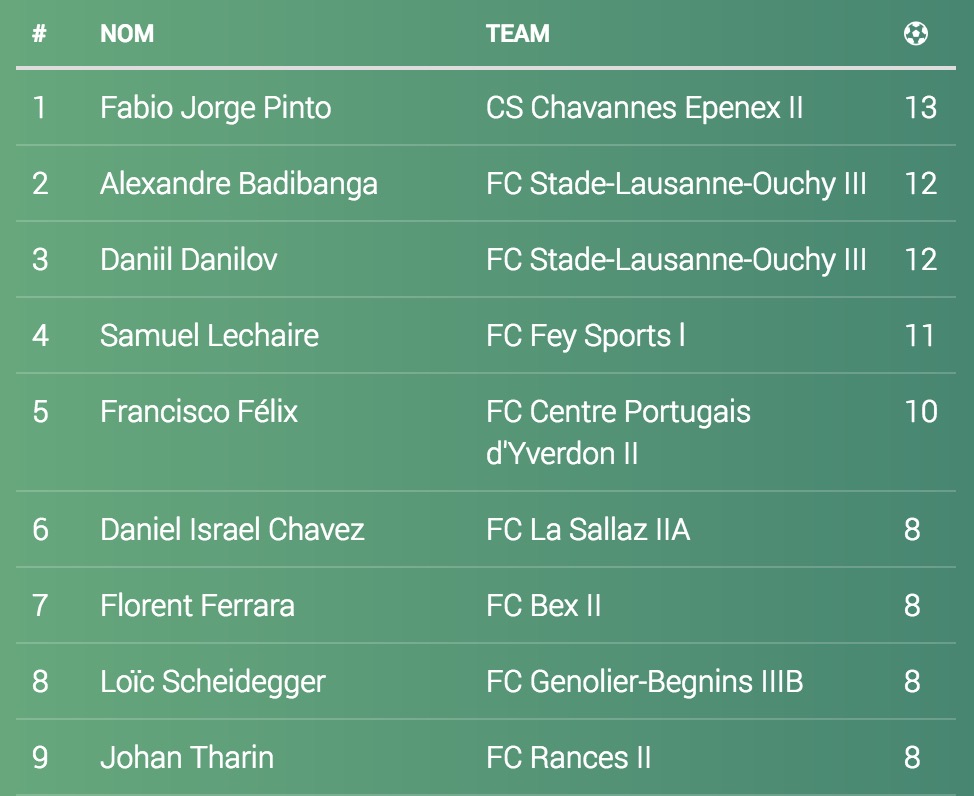 # NOM TEAM
1 Fabio Jorge Pinto CS Chavannes Epenex II 13
2 Alexandre Badibanga FC Stade-Lausanne-Ouchy III 12
3 Daniil Danilov FC Stade-Lausanne-Ouchy III 12
4 Samuel Lechaire FC Fey Sports l 11
5 Francisco Félix FC Centre Portugais 10
d'Yverdon II
6 Daniel Israel Chavez FC La Sallaz IIA 8
7 Florent Ferrara FC Bex II 8
8 Loïc Scheidegger FC Genolier-Begnins IIIB 8
9 Johan Tharin FC Rances II 8